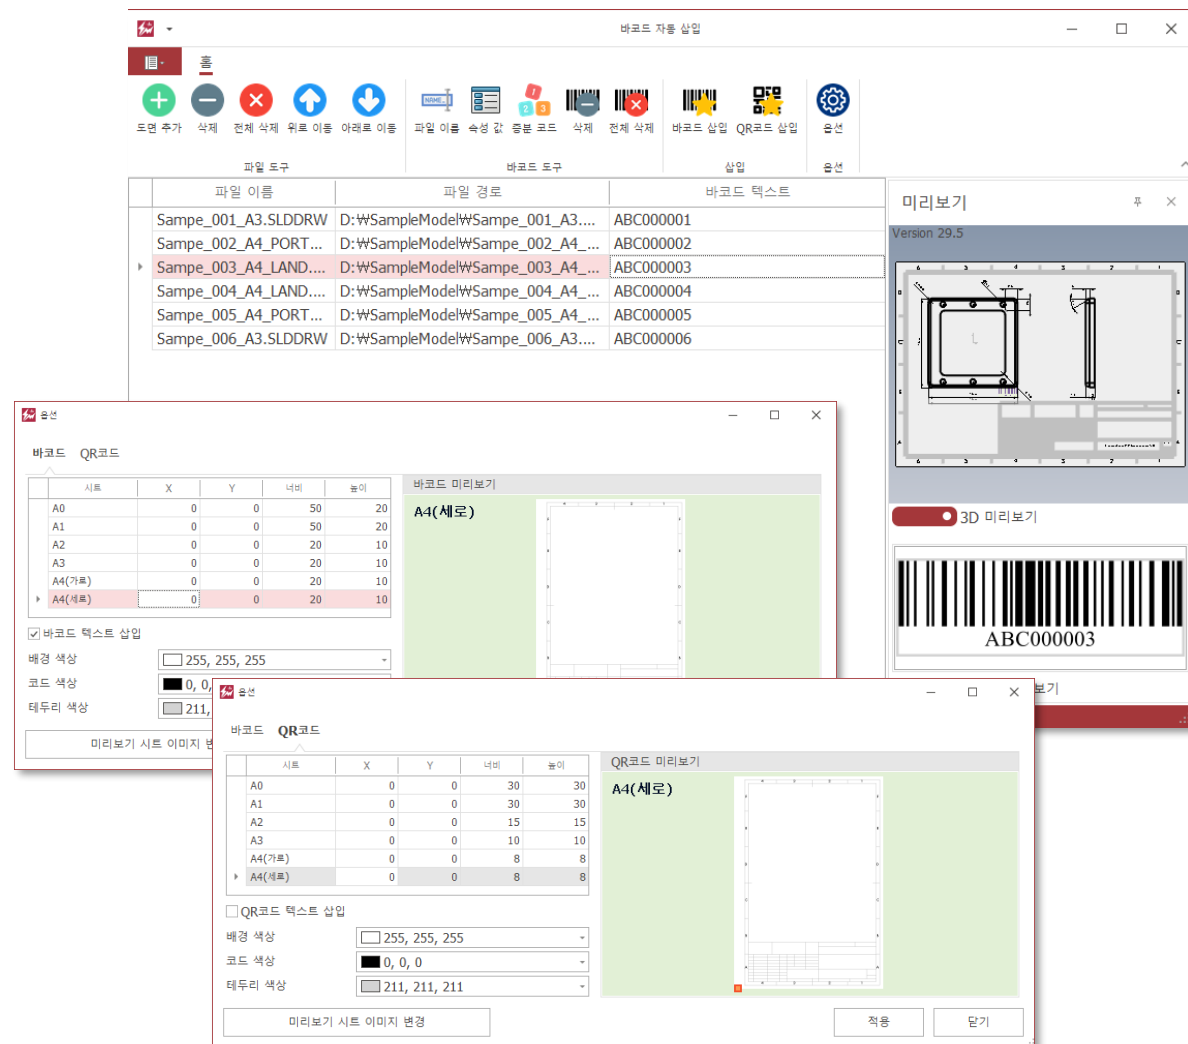 바코드 자동 삽입
홈
도면 추가 삭제 전체 삭제 위로 이동 아래로 이동 파일 이름 속성 값 증분 코드 삭제 전체 삭제 바코드 삽입 QR코드 삽입 옵션
파일 도구 바코드 도구 삽입 옵션
파일 이름 파일 경로 바코드 텍스트
Sampe_001_A3.SLDDRW D:₩SampleModel₩Sampe_001_A3.... ABC000001
Sampe_002_A4_PORT... D:₩SampleModel₩Sampe_002_A4_... ABC000002
Sampe_003_A4_LAND.... D:₩SampleModel₩Sampe_003_A4_... ABC000003
Sampe_004_A4_LAND.... D:₩SampleModel₩Sampe_004_A4_... ABC000004
Sampe_005_A4_PORT... D:₩SampleModel₩Sampe_005_A4_... ABC000005
Sampe_006_A3.SLDDRW D:₩SampleModel₩Sampe_006_A3.... ABC000006
미리보기
Version 29.5
3D 미리보기
ABC000003
보기
옵션
바코드 QR코드
시트 X Y 너비 높이
A0 0 0 50 20
A1 0 0 50 20
A2 0 0 20 10
A3 0 0 20 10
A4(가로) 0 0 20 10
A4(세로) 0 0 20 10
바코드 미리보기
A4(세로)
바코드 텍스트 삽입
배경 색상 255, 255, 255
코드 색상 0, 0,
테두리 색상 211,
미리보기 시트 이미지 변
옵션
바코드 QR코드
시트 X Y 너비 높이
A0 0 0 30 30
A1 0 0 30 30
A2 0 0 15 15
A3 0 0 10 10
A4(가로) 0 0 8 8
A4(세로) 0 0 8 8
QR코드 미리보기
A4(세로)
QR코드 텍스트 삽입
배경 색상 255, 255, 255
코드 색상 0, 0, 0
테두리 색상 211, 211, 211
미리보기 시트 이미지 변경 적용 닫기